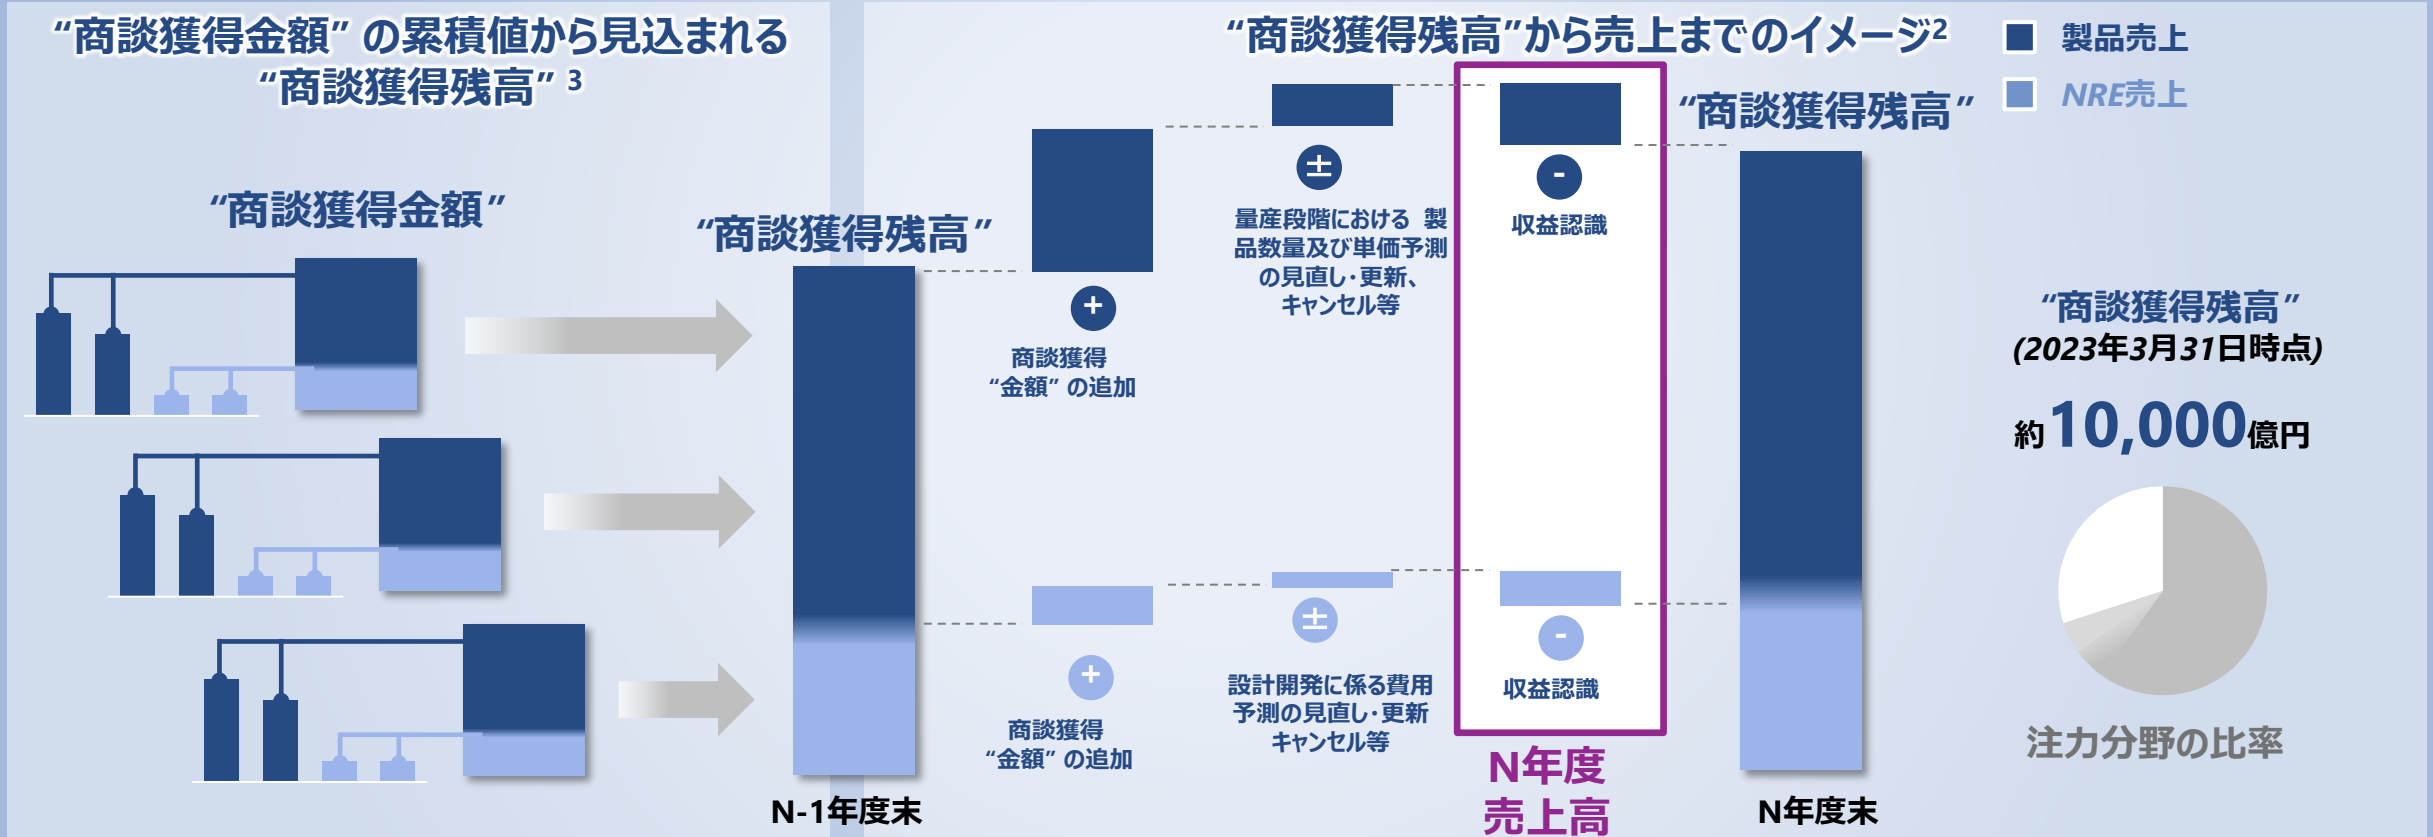 “商談獲得金額” の累積値から見込まれる
“商談獲得残高” 3
“商談獲得金額”
“商談獲得残高”
N-1年度末
“商談獲得残高”から売上までのイメージ2
製品売上
NRE売上
+
商談獲得
“金額” の追加
±
量産段階における 製
品数量及び単価予測
の見直し・更新、
キャンセル等
-
収益認識
+
商談獲得
“金額” の追加
±
設計開発に係る費用
予測の見直し・更新
キャンセル等
-
収益認識
N年度
売上高
“商談獲得残高”
N年度末
“商談獲得残高”
(2023年3月31日時点)
約10,000億円
注力分野の比率